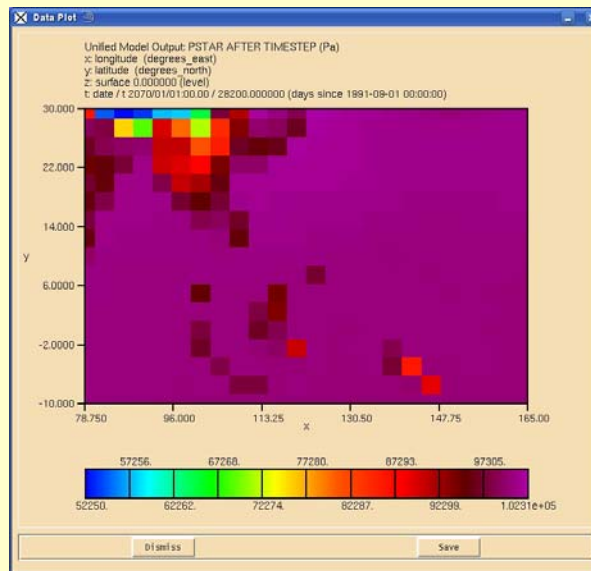 Data Plot
Unified Model Output: PSTAR AFTER TIMESTEP (Pa)
x: longitude (degrees_east)
y: latitude (degrees_north)
z: surface 0.000000 (level)
t: date / t 2070/01/01:00.00 / 28200.000000 (days since 1991-09-01 00:00:00)
30.000
22.000
14.000
y
6.0000
-2.0000
-10.000
78.750 96.000 113.25 130.50 147.75 165.00
x
57256. 67268. 77280. 87293. 97305.
52250. 62262. 72274. 82287. 92299. 1.0231e+05
Dismiss Save